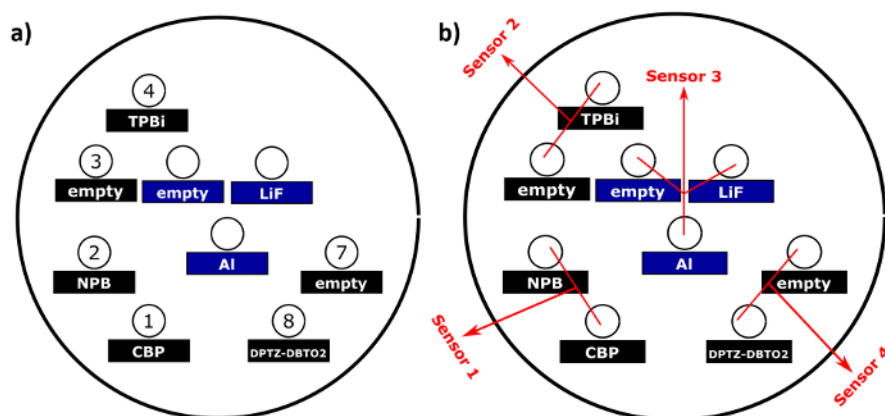 a)
4
TPBi
3
empty
empty
LiF
Al
2
NPB
7
empty
1
CBP
8
DPTZ-DBTO2
b)
Sensor 2
Sensor 3
TPBi
empty
empty
LiF
Al
NPB
empty
Sensor 1
CBP
DPTZ-DBTO2
Sensor 4